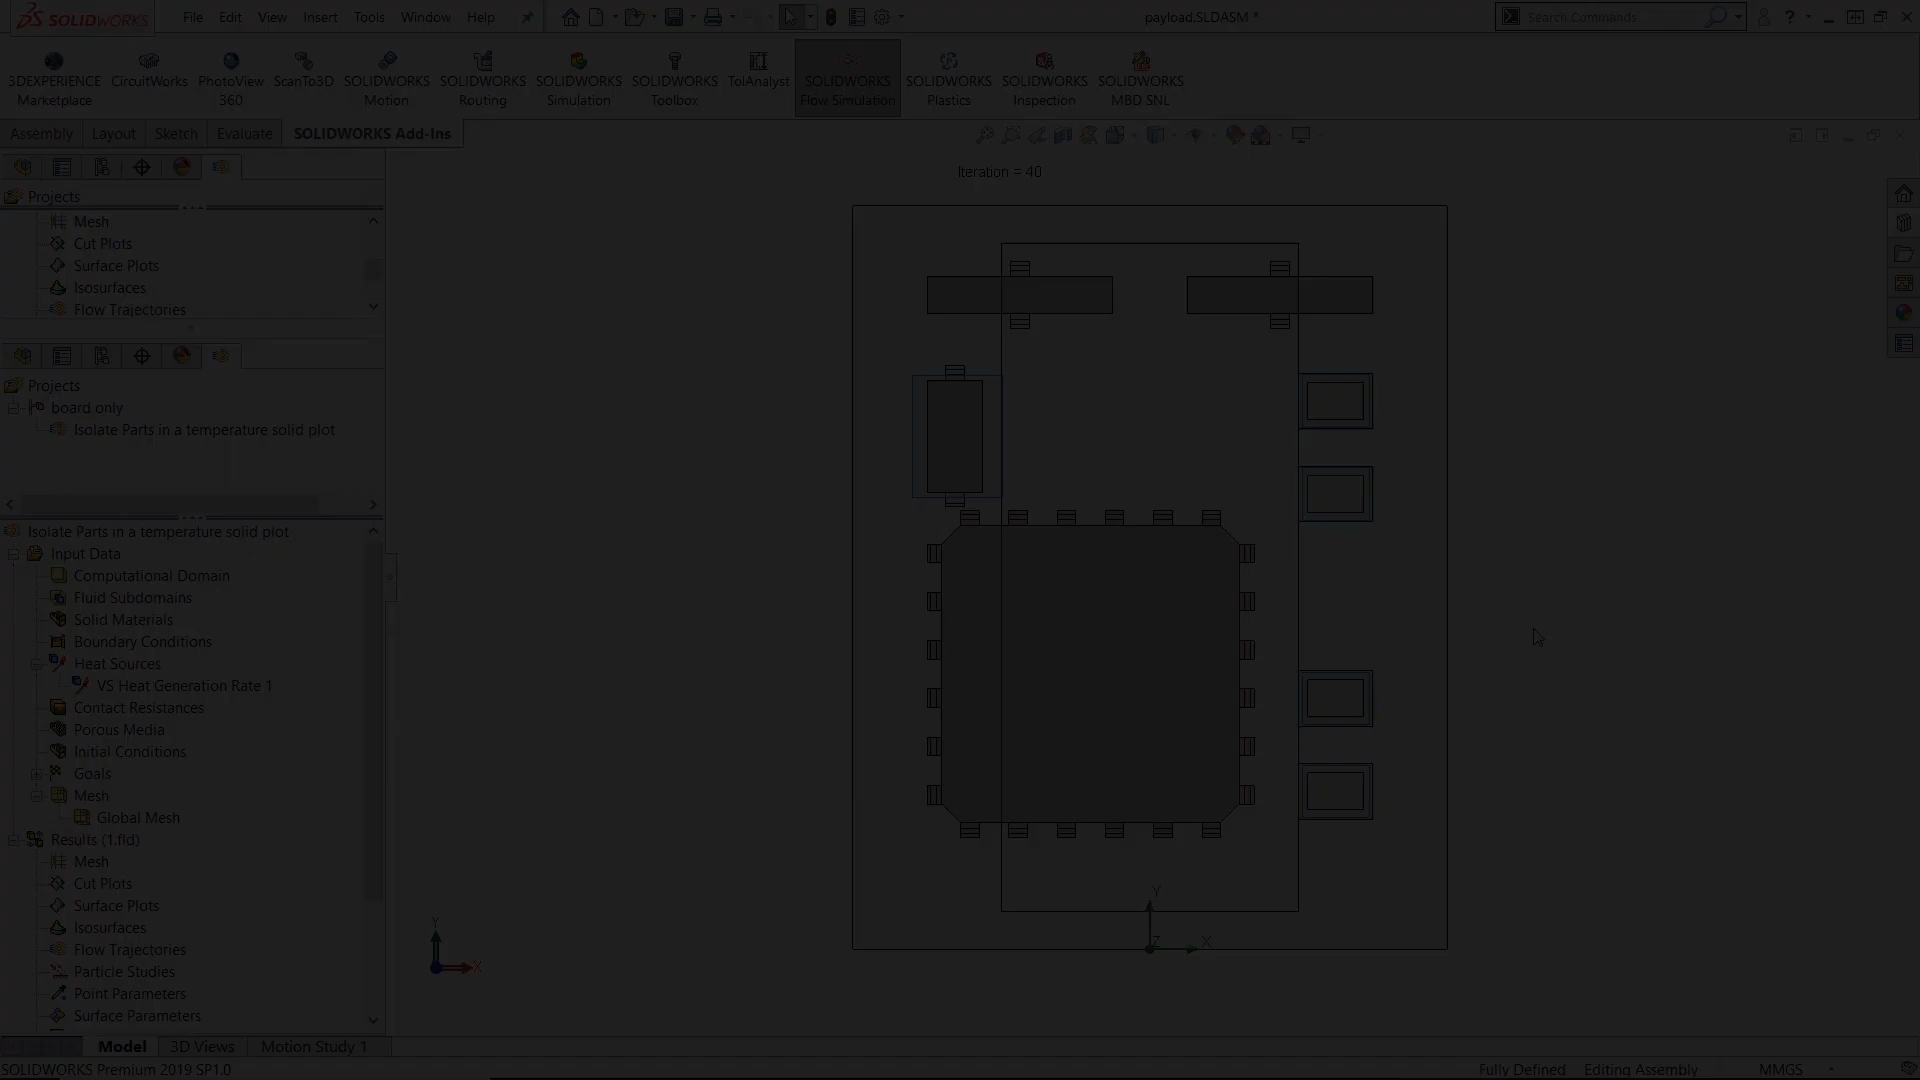 SOLIDWORKS File Edit View Insert Tools Window Help payload.SLDASM * Search Commands ?
3DEXPERIENCE Marketplace
CircuitWorks
PhotoView 360
ScanTo3D
SOLIDWORKS Motion
SOLIDWORKS Routing
SOLIDWORKS Simulation
SOLIDWORKS Toolbox
TolAnalyst
SOLIDWORKS Flow Simulation
SOLIDWORKS Plastics
SOLIDWORKS Inspection
SOLIDWORKS MBD SNL
Assembly Layout Sketch Evaluate SOLIDWORKS Add-Ins
Iteration = 40
Projects
Mesh
Cut Plots
Surface Plots
Isosurfaces
Flow Trajectories
Projects
board only
Isolate Parts in a temperature solid plot
Isolate Parts in a temperature solid plot
Input Data
Computational Domain
Fluid Subdomains
Solid Materials
Boundary Conditions
Heat Sources
VS Heat Generation Rate 1
Contact Resistances
Porous Media
Initial Conditions
Goals
Mesh
Global Mesh
Results (1.fld)
Mesh
Cut Plots
Surface Plots
Isosurfaces
Flow Trajectories
Particle Studies
Point Parameters
Surface Parameters
Y
X
Y
Z
X
Model 3D Views Motion Study 1
SOLIDWORKS Premium 2019 SP1.0 Fully Defined Editing Assembly MMGS